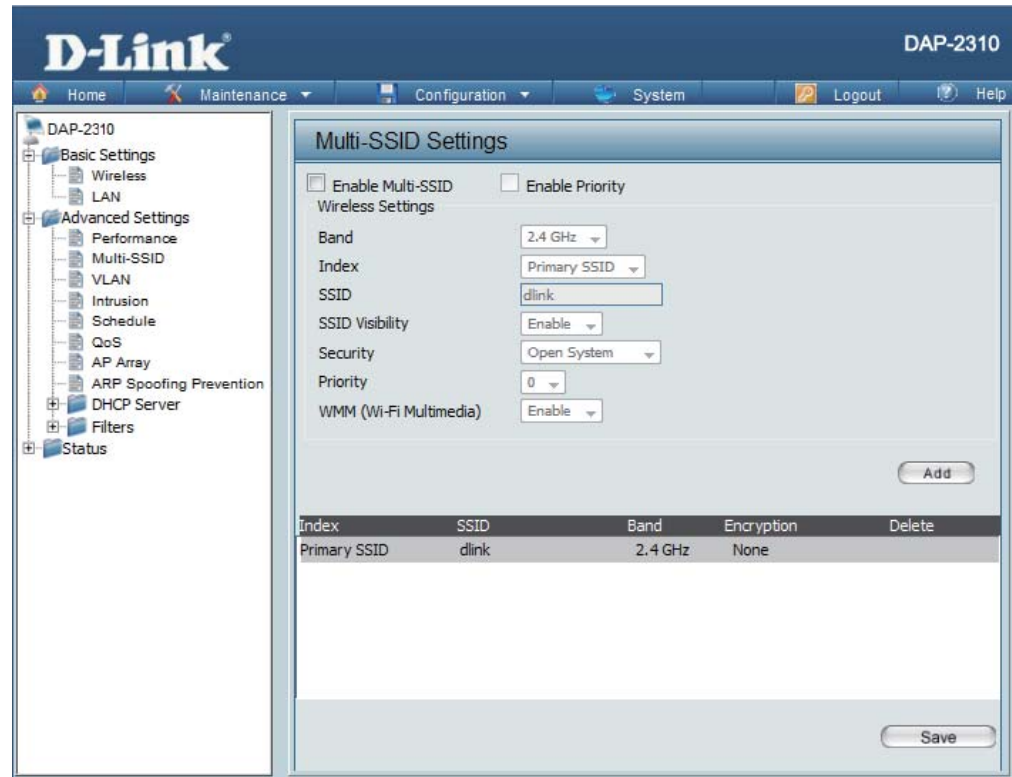 D-Link®
DAP-2310
Home Maintenance Configuration System Logout Help
DAP-2310
Basic Settings
Wireless
LAN
Advanced Settings
Performance
Multi-SSID
VLAN
Intrusion
Schedule
QoS
AP Array
ARP Spoofing Prevention
DHCP Server
Filters
Status
Multi-SSID Settings
Enable Multi-SSID Enable Priority
Wireless Settings
Band 2.4 GHz
Index Primary SSID
SSID dlink
SSID Visibility Enable
Security Open System
Priority 0
WMM (Wi-Fi Multimedia) Enable
Add
Index SSID Band Encryption Delete
Primary SSID dlink 2.4 GHz None
Save